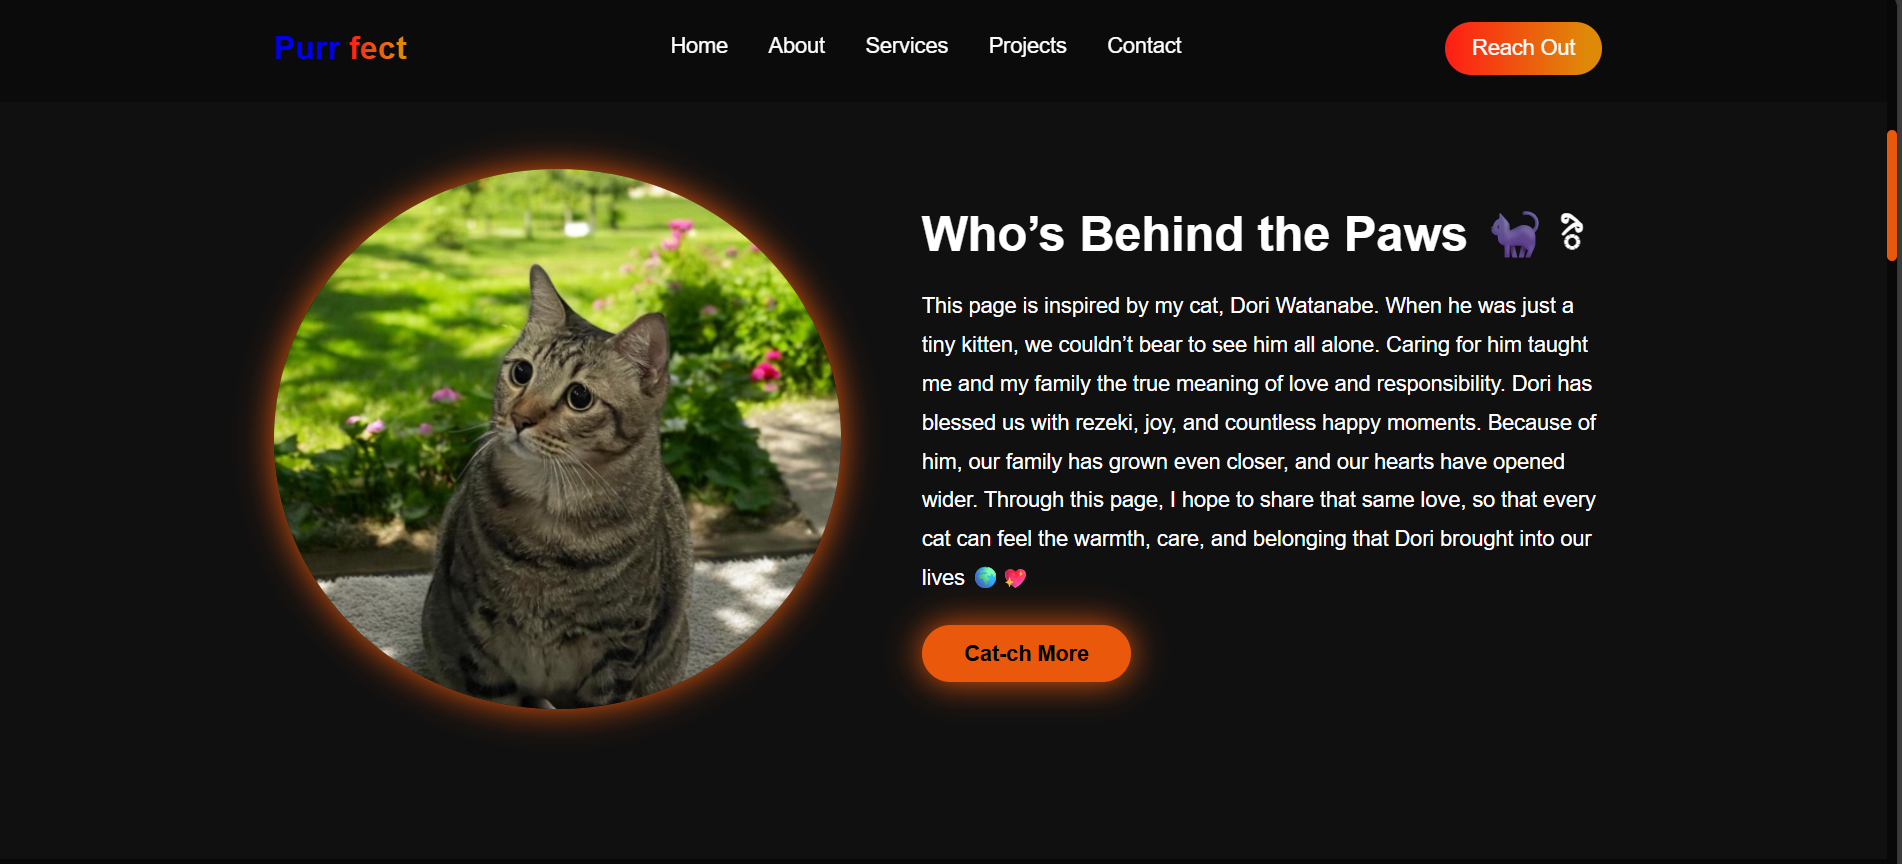 Purr fect
Home About Services Projects Contact
Reach Out
Who’s Behind the Paws 🐈‍⬛
This page is inspired by my cat, Dori Watanabe. When he was just a
tiny kitten, we couldn’t bear to see him all alone. Caring for him taught
me and my family the true meaning of love and responsibility. Dori has
blessed us with rezeki, joy, and countless happy moments. Because of
him, our family has grown even closer, and our hearts have opened
wider. Through this page, I hope to share that same love, so that every
cat can feel the warmth, care, and belonging that Dori brought into our
lives 🌍💖
Cat-ch More